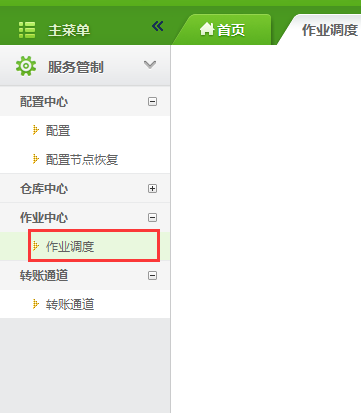 主菜单
首页
作业调度
服务管制
配置中心
配置
配置节点恢复
仓库中心
作业中心
作业调度
转账通道
转账通道